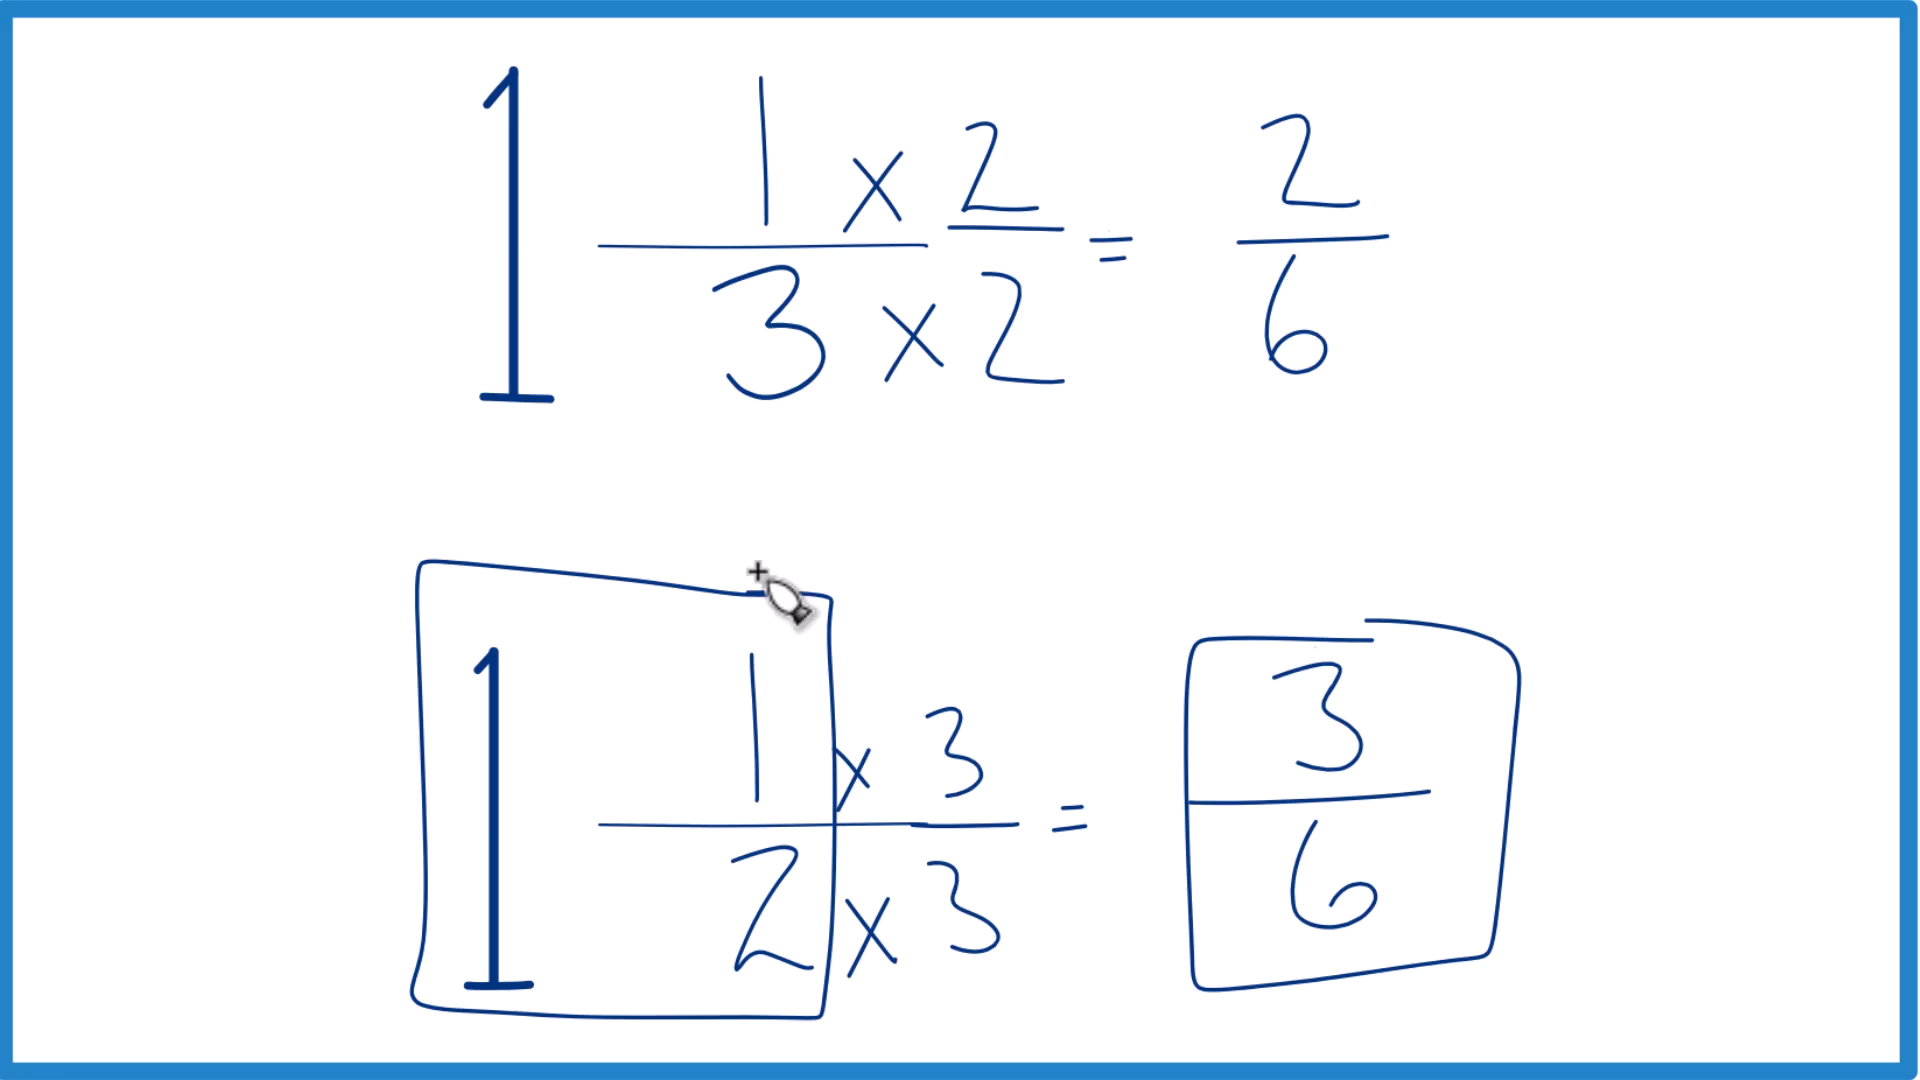 1 1/3 × 2/2 = 2/6
1 1/2 × 3/3 = 3/6